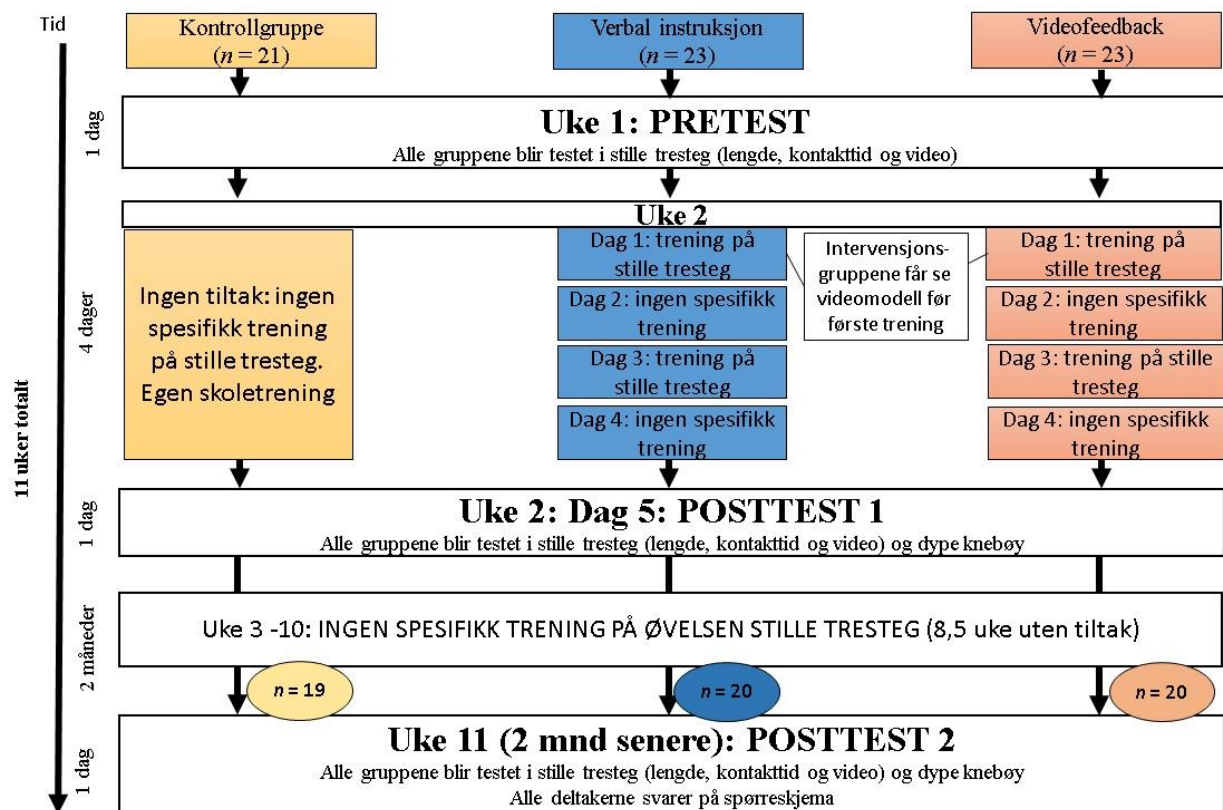 Tid
Kontrollgruppe
(n = 21)
Verbal instruksjon
(n = 23)
Videofeedback
(n = 23)
1 dag
Uke 1: PRETEST
Alle gruppene blir testet i stille tresteg (lengde, kontakttid og video)
Uke 2
4 dager
Ingen tiltak: ingen
spesifikk trening
på stille tresteg.
Egen skoletrening
Dag 1: trening på
stille tresteg
Dag 2: ingen spesifikk
trening
Dag 3: trening på
stille tresteg
Dag 4: ingen spesifikk
trening
Intervensjons-
gruppene får se
videomodell før
første trening
Dag 1: trening på
stille tresteg
Dag 2: ingen spesifikk
trening
Dag 3: trening på stille
tresteg
Dag 4: ingen spesifikk
trening
11 uker totalt
1 dag
Uke 2: Dag 5: POSTTEST 1
Alle gruppene blir testet i stille tresteg (lengde, kontakttid og video) og dype knebøy
2 måneder
Uke 3 -10: INGEN SPESIFIKK TRENING PÅ ØVELSEN STILLE TRESTEG (8,5 uke uten tiltak)
n = 19
n = 20
n = 20
1 dag
Uke 11 (2 mnd senere): POSTTEST 2
Alle gruppene blir testet i stille tresteg (lengde, kontakttid og video) og dype knebøy
Alle deltakerne svarer på spørreskjema